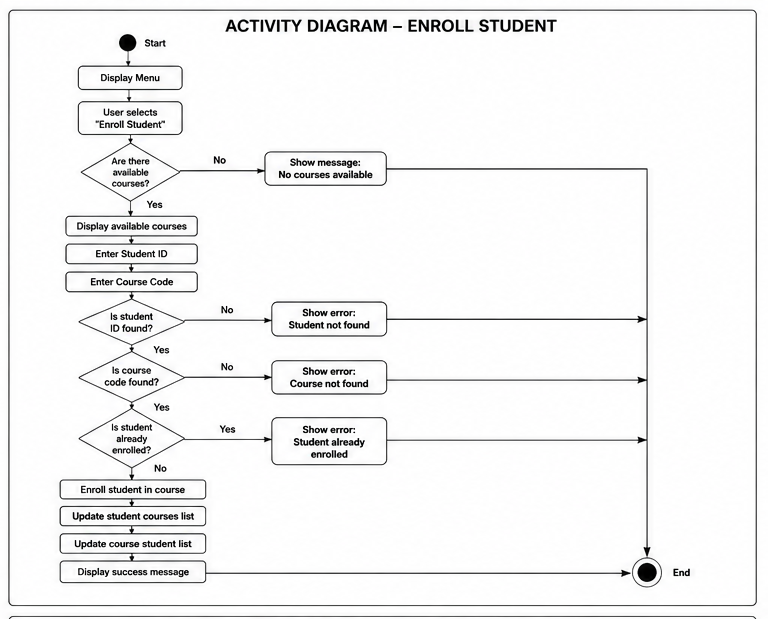 ACTIVITY DIAGRAM – ENROLL STUDENT
Start
Display Menu
User selects
"Enroll Student"
Are there
available
courses?
No
Show message:
No courses available
Yes
Display available courses
Enter Student ID
Enter Course Code
Is student
ID found?
No
Show error:
Student not found
Yes
Is course
code found?
No
Show error:
Course not found
Yes
Is student
already
enrolled?
Yes
Show error:
Student already
enrolled
No
Enroll student in course
Update student courses list
Update course student list
Display success message
End